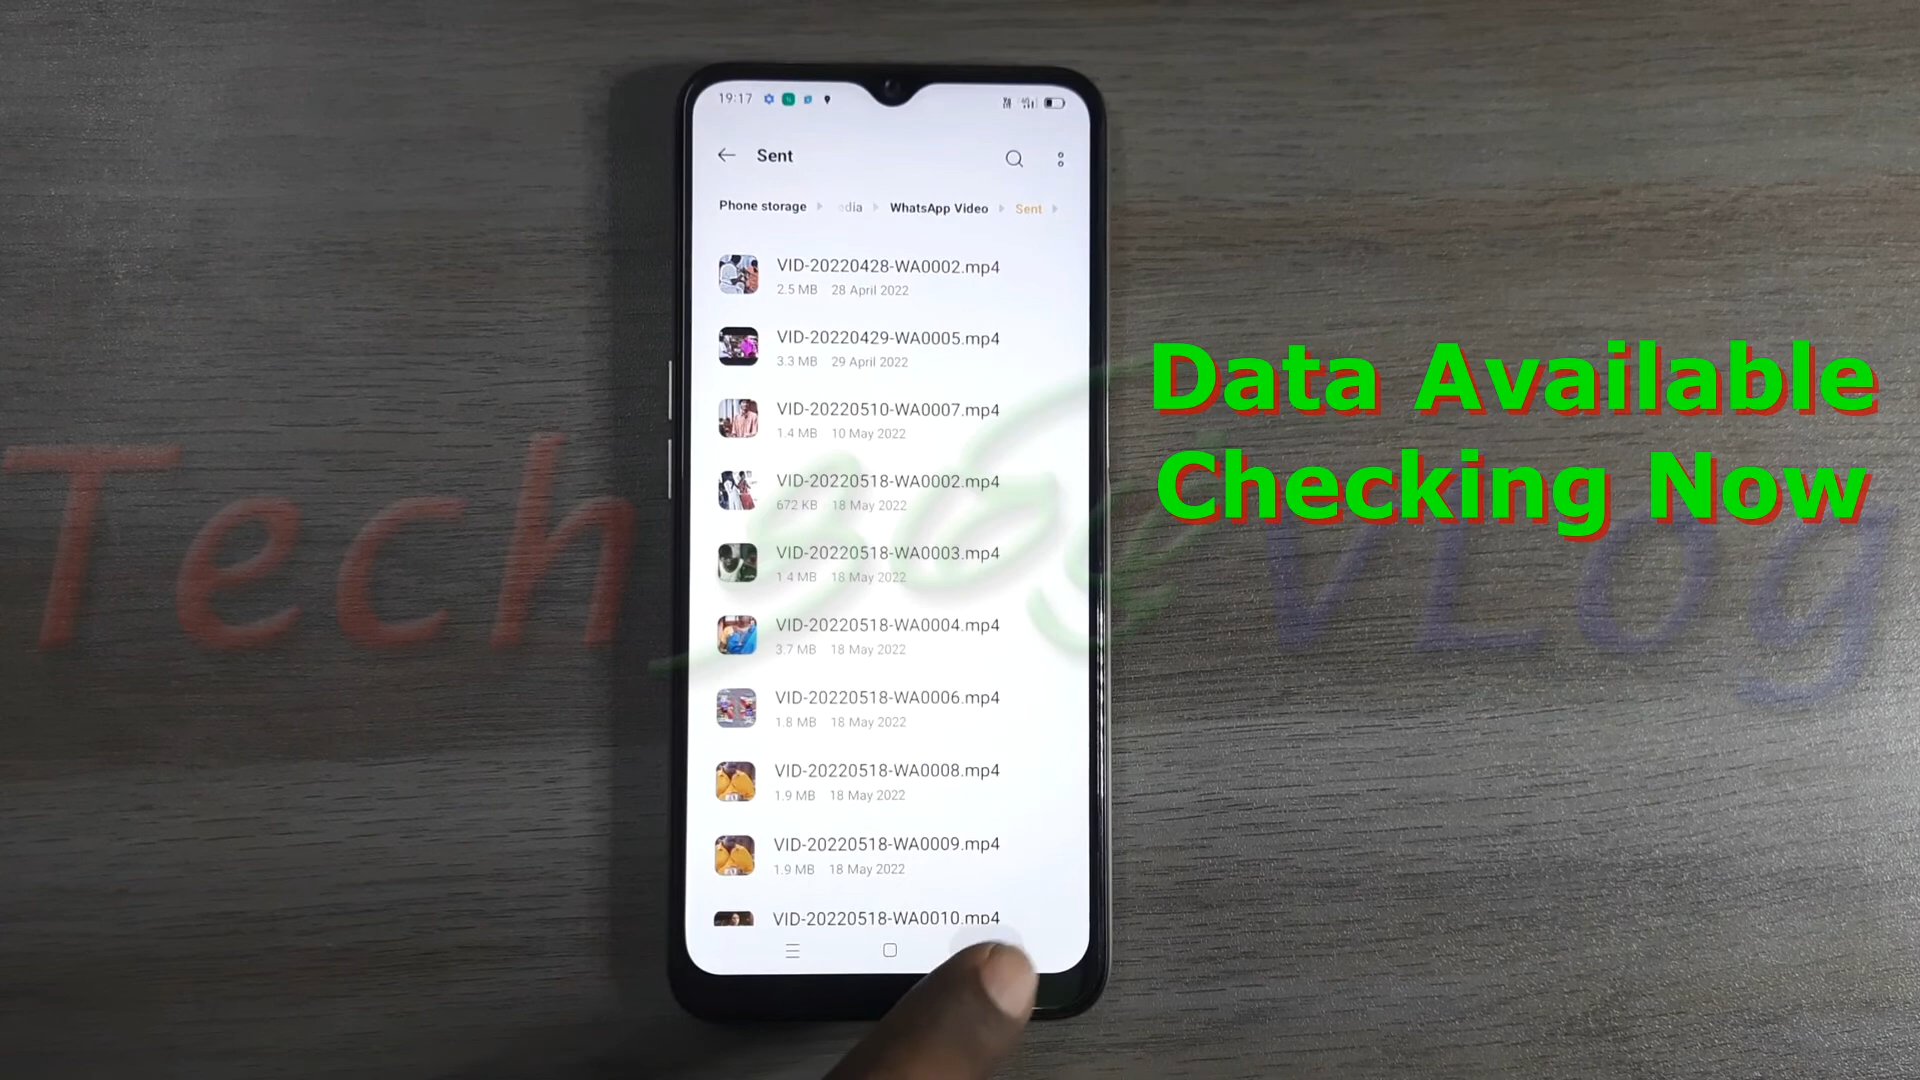 19:17
Sent
Phone storage edia WhatsApp Video Sent
VID-20220428-WA0002.mp4
2.5 MB 28 April 2022
VID-20220429-WA0005.mp4
3.3 MB 29 April 2022
VID-20220510-WA0007.mp4
1.4 MB 10 May 2022
VID-20220518-WA0002.mp4
672 KB 18 May 2022
VID-20220518-WA0003.mp4
1.4 MB 18 May 2022
VID-20220518-WA0004.mp4
3.7 MB 18 May 2022
VID-20220518-WA0006.mp4
1.8 MB 18 May 2022
VID-20220518-WA0008.mp4
1.9 MB 18 May 2022
VID-20220518-WA0009.mp4
1.9 MB 18 May 2022
VID-20220518-WA0010.mp4
Data Available
Checking Now
Tech vLog